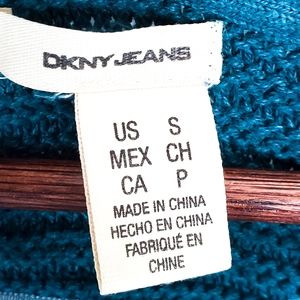 DKNY JEANS
US S
MEX CH
CA P
MADE IN CHINA
HECHO EN CHINA
FABRIQUÉ EN
CHINE